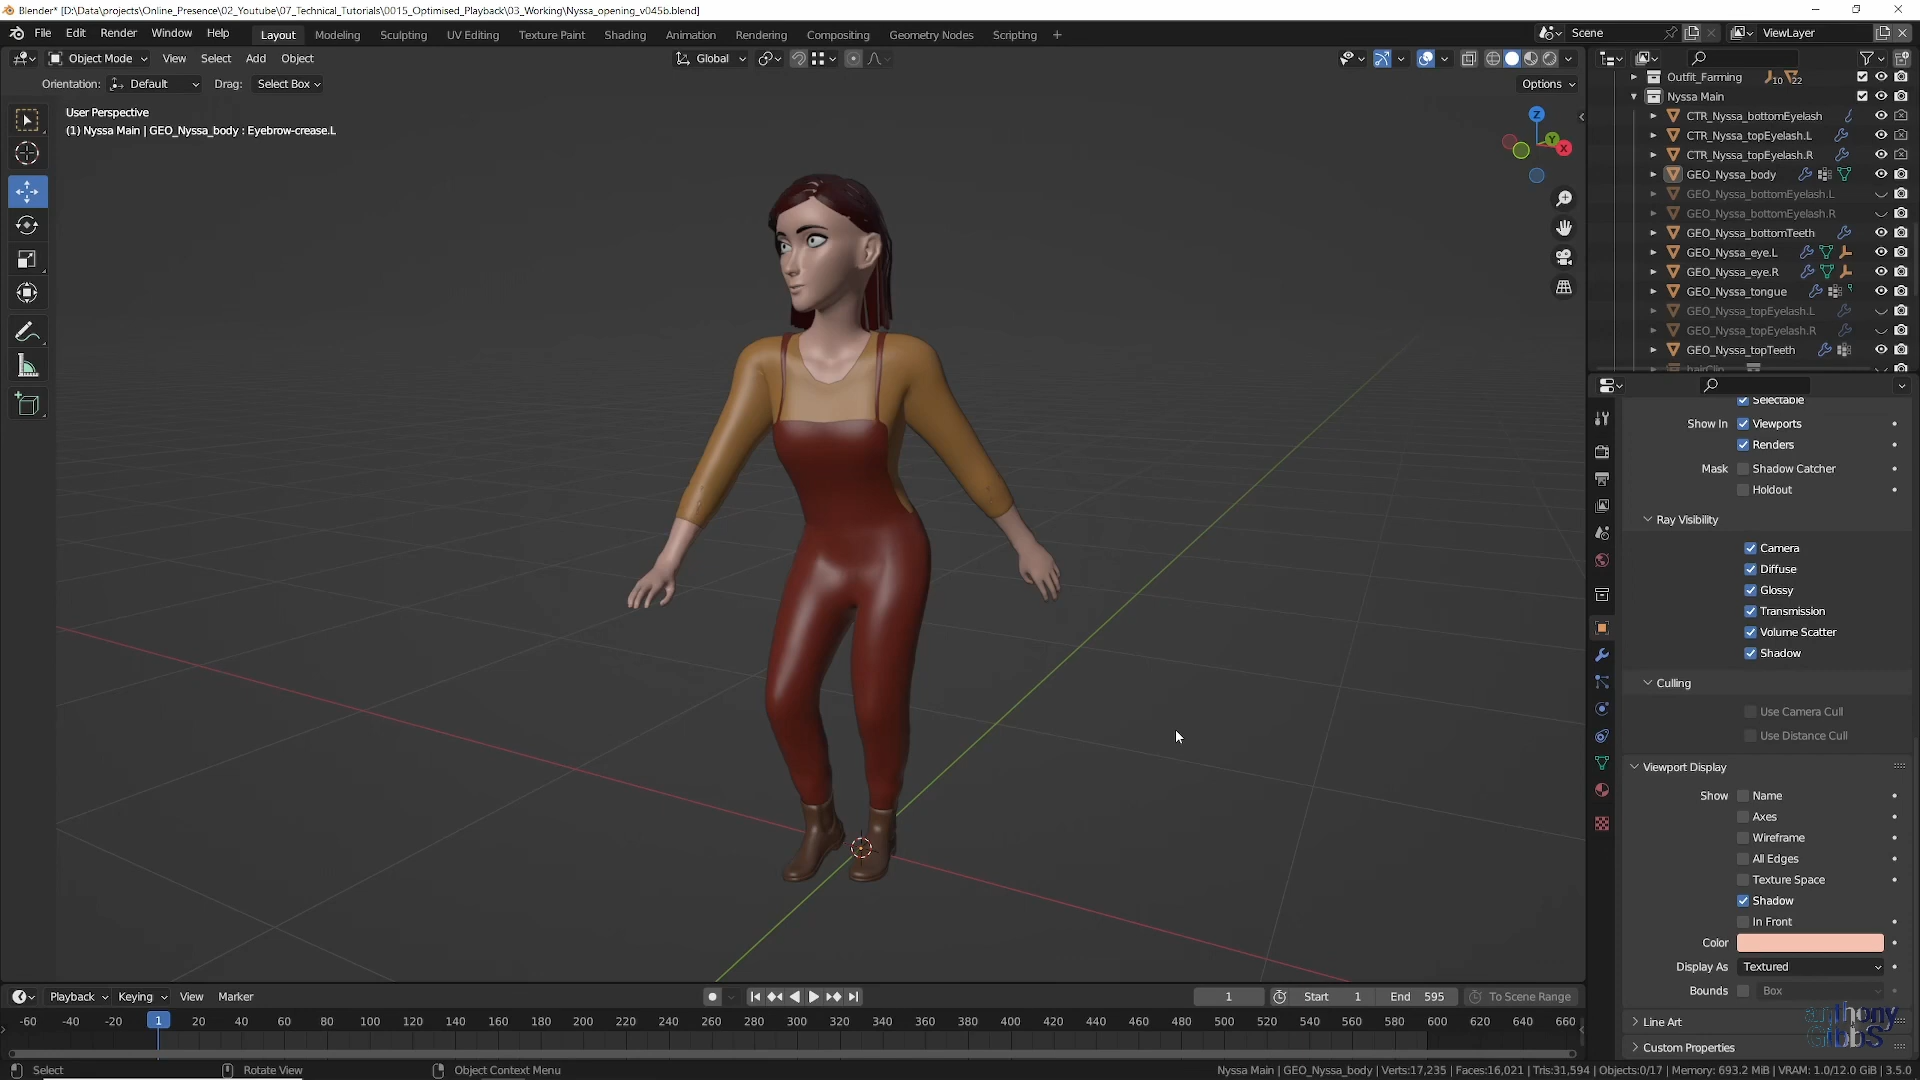 Blender* [D:\Data\projects\Online_Presence\02_Youtube\07_Technical_Tutorials\0015_Optimised_Playback\03_Working\Nyssa_opening_v045b.blend]
File Edit Render Window Help Layout Modeling Sculpting UV Editing Texture Paint Shading Animation Rendering Compositing Geometry Nodes Scripting + Scene ViewLayer
Object Mode View Select Add Object Global
Orientation: Default Drag: Select Box Options
User Perspective
(1) Nyssa Main | GEO_Nyssa_body : Eyebrow-crease.L
Z
Y
X
Outfit_Farming 10 22
Nyssa Main
CTR_Nyssa_bottomEyelash
CTR_Nyssa_topEyelash.L
CTR_Nyssa_topEyelash.R
GEO_Nyssa_body
GEO_Nyssa_bottomEyelash.L
GEO_Nyssa_bottomEyelash.R
GEO_Nyssa_bottomTeeth
GEO_Nyssa_eye.L
GEO_Nyssa_eye.R
GEO_Nyssa_tongue
GEO_Nyssa_topEyelash.L
GEO_Nyssa_topEyelash.R
GEO_Nyssa_topTeeth
hairClip
Selectable
Show In Viewports
Renders
Mask Shadow Catcher
Holdout
Ray Visibility
Camera
Diffuse
Glossy
Transmission
Volume Scatter
Shadow
Culling
Use Camera Cull
Use Distance Cull
Viewport Display
Show Name
Axes
Wireframe
All Edges
Texture Space
Shadow
In Front
Color
Display As Textured
Bounds Box
Line Art
Custom Properties
anthony
GIbbS
Playback Keying View Marker 1 Start 1 End 595 To Scene Range
-60 -40 -20 1 20 40 60 80 100 120 140 160 180 200 220 240 260 280 300 320 340 360 380 400 420 440 460 480 500 520 540 560 580 600 620 640 660
Select Rotate View Object Context Menu Nyssa Main | GEO_Nyssa_body | Verts:17,235 | Faces:16,021 | Tris:31,594 | Objects:0/17 | Memory: 693.2 MiB | VRAM: 1.0/12.0 GiB | 3.5.0